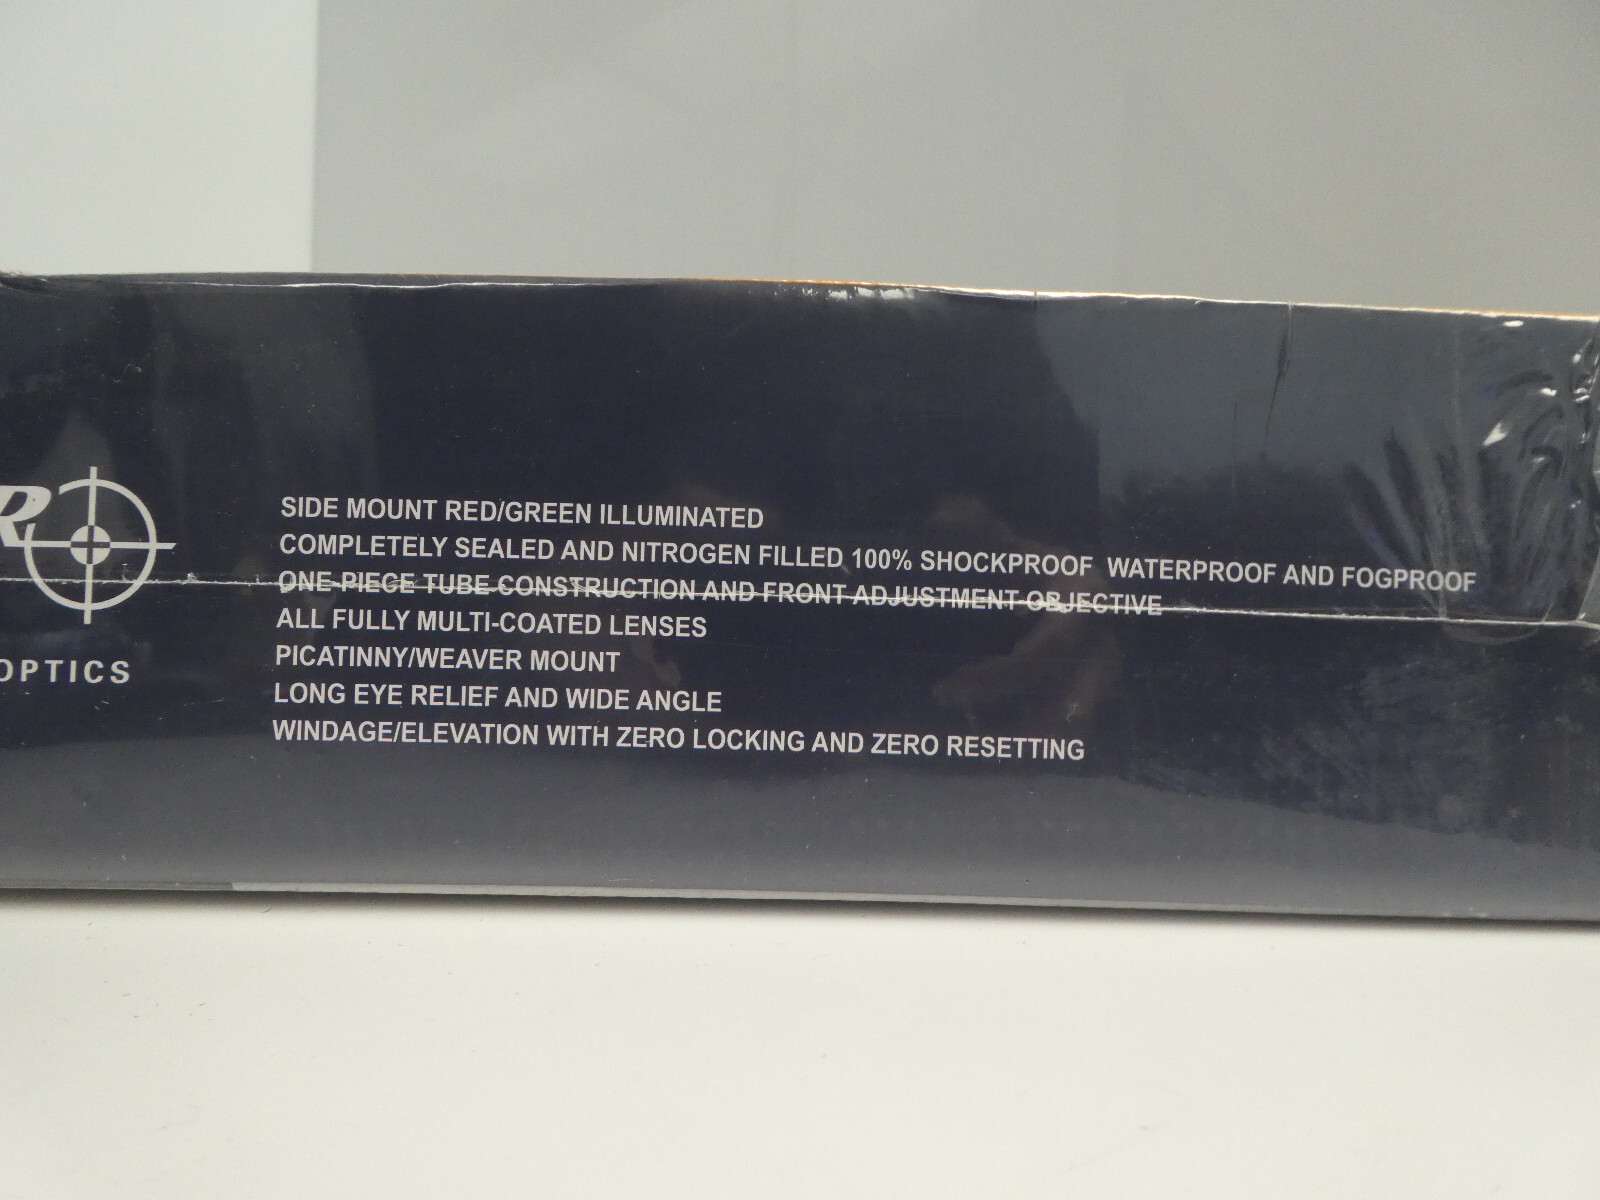 R
OPTICS
SIDE MOUNT RED/GREEN ILLUMINATED
COMPLETELY SEALED AND NITROGEN FILLED 100% SHOCKPROOF WATERPROOF AND FOGPROOF
ONE-PIECE TUBE CONSTRUCTION AND FRONT ADJUSTMENT OBJECTIVE
ALL FULLY MULTI-COATED LENSES
PICATINNY/WEAVER MOUNT
LONG EYE RELIEF AND WIDE ANGLE
WINDAGE/ELEVATION WITH ZERO LOCKING AND ZERO RESETTING